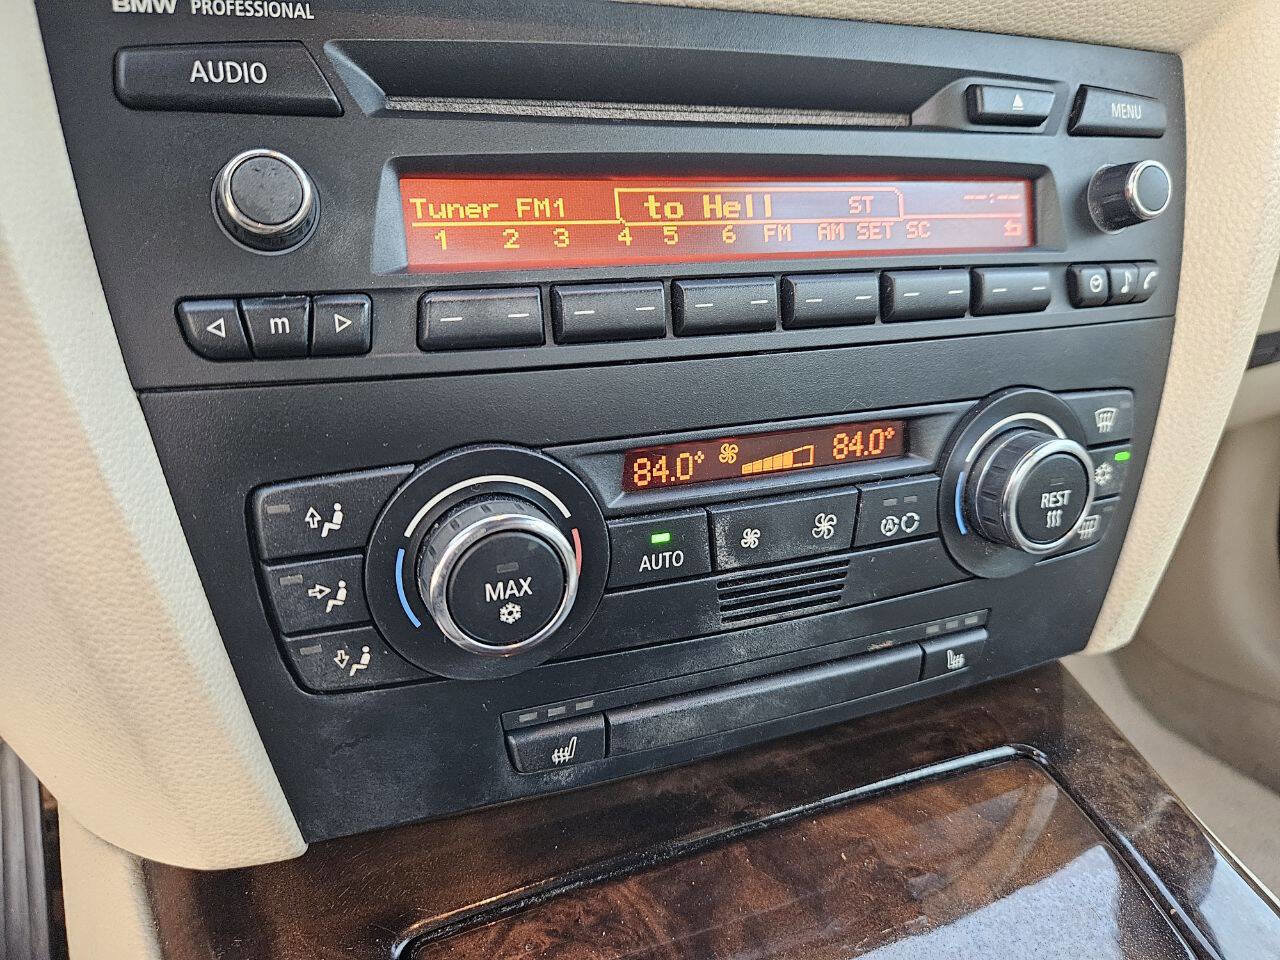 BMW PROFESSIONAL
AUDIO
MENU
Tuner FM1 to Hell ST --:--
1 2 3 4 5 6 FM AM SET SC
m
84.0° 84.0°
AUTO
A
MAX
REST